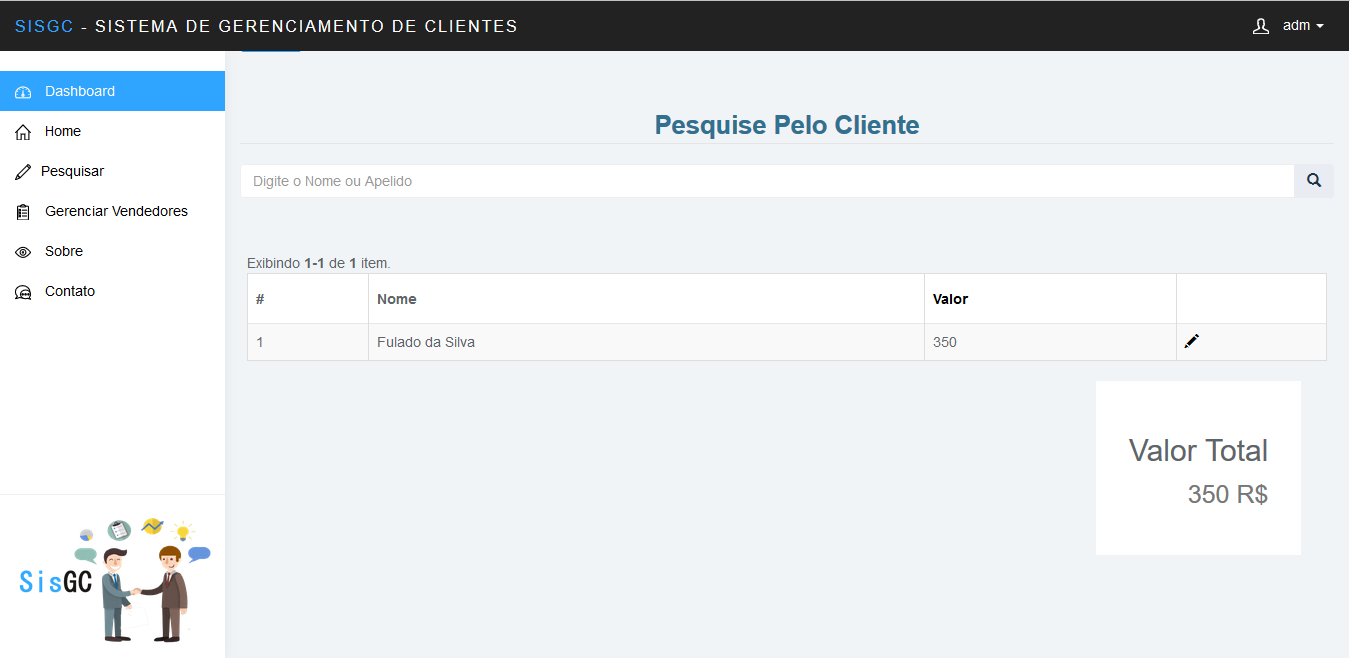 SISGC - SISTEMA DE GERENCIAMENTO DE CLIENTES
adm
Dashboard
Home
Pesquisar
Gerenciar Vendedores
Sobre
Contato
SisGC
Pesquise Pelo Cliente
Digite o Nome ou Apelido
Exibindo 1-1 de 1 item.
# Nome Valor
1 Fulado da Silva 350
Valor Total
350 R$